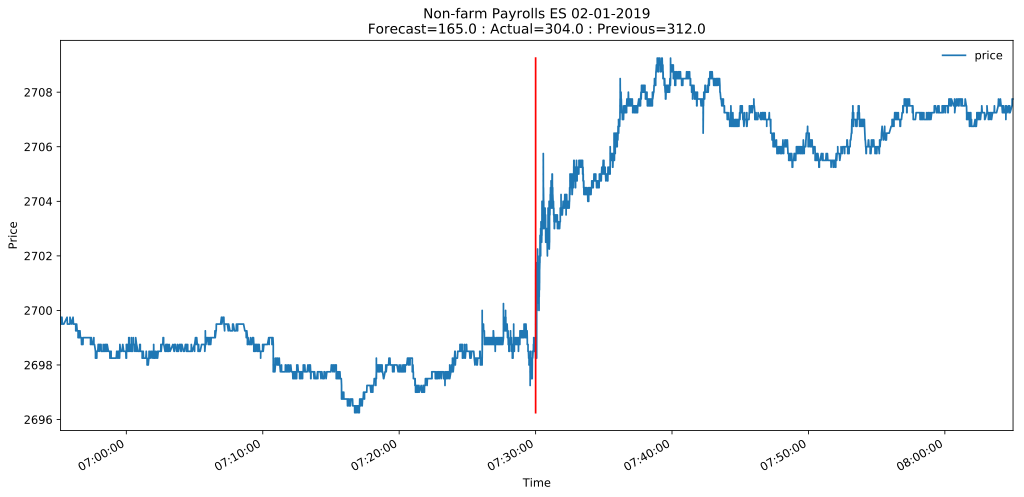 Non-farm Payrolls ES 02-01-2019
Forecast=165.0 : Actual=304.0 : Previous=312.0
price
2708
2706
2704
2702
2700
2698
2696
Price
07:00:00
07:10:00
07:20:00
07:30:00
07:40:00
07:50:00
08:00:00
Time